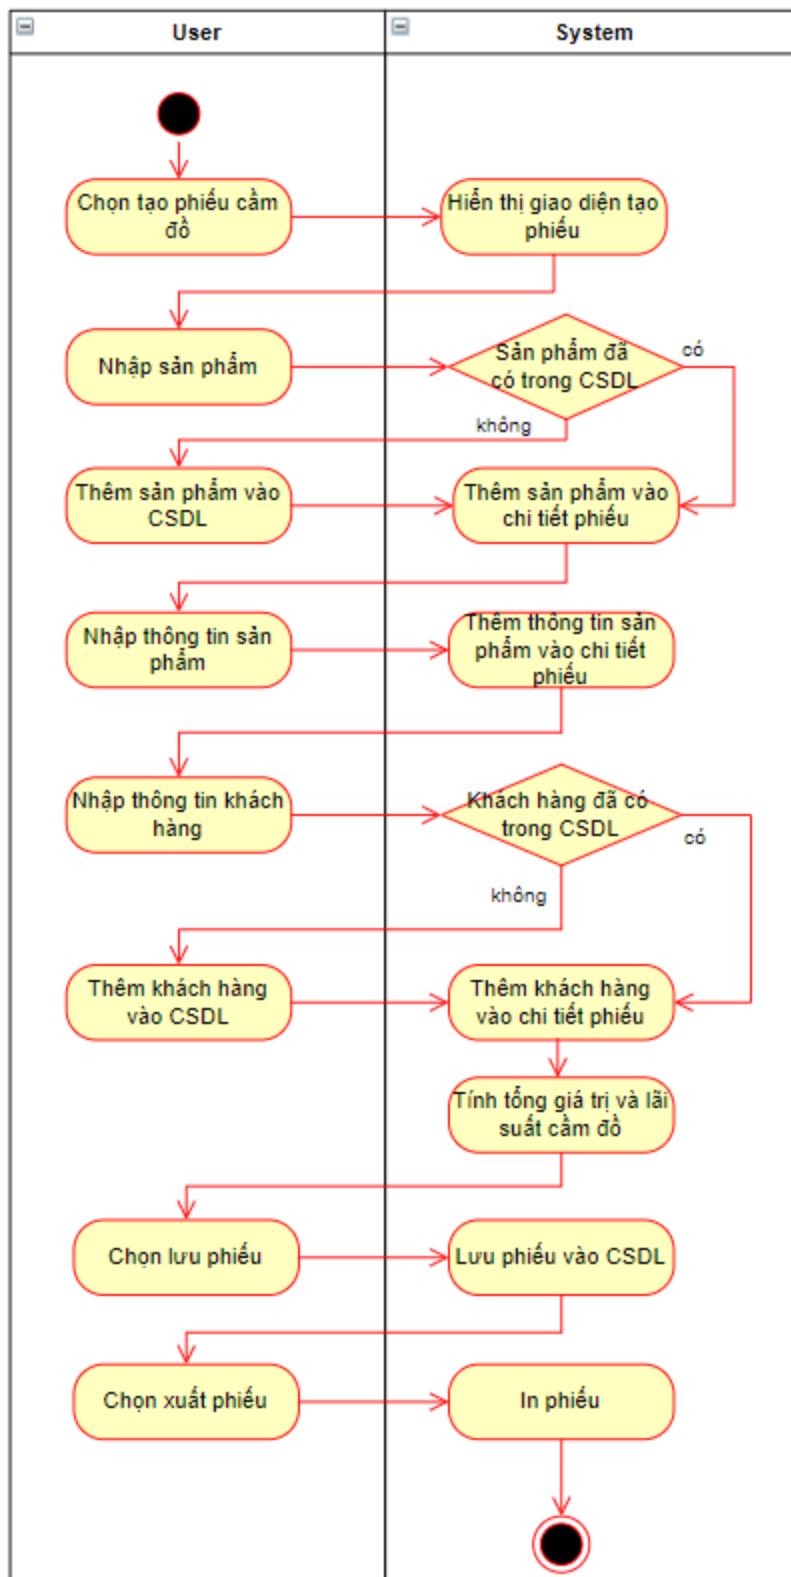 User
System
Chọn tạo phiếu cầm
đồ
Hiển thị giao diện tạo
phiếu
Nhập sản phẩm
Sản phẩm đã
có trong CSDL
có
không
Thêm sản phẩm vào
CSDL
Thêm sản phẩm vào
chi tiết phiếu
Nhập thông tin sản
phẩm
Thêm thông tin sản
phẩm vào chi tiết
phiếu
Nhập thông tin khách
hàng
Khách hàng đã có
trong CSDL
có
không
Thêm khách hàng
vào CSDL
Thêm khách hàng
vào chi tiết phiếu
Tính tổng giá trị và lãi
suất cầm đồ
Chọn lưu phiếu
Lưu phiếu vào CSDL
Chọn xuất phiếu
In phiếu